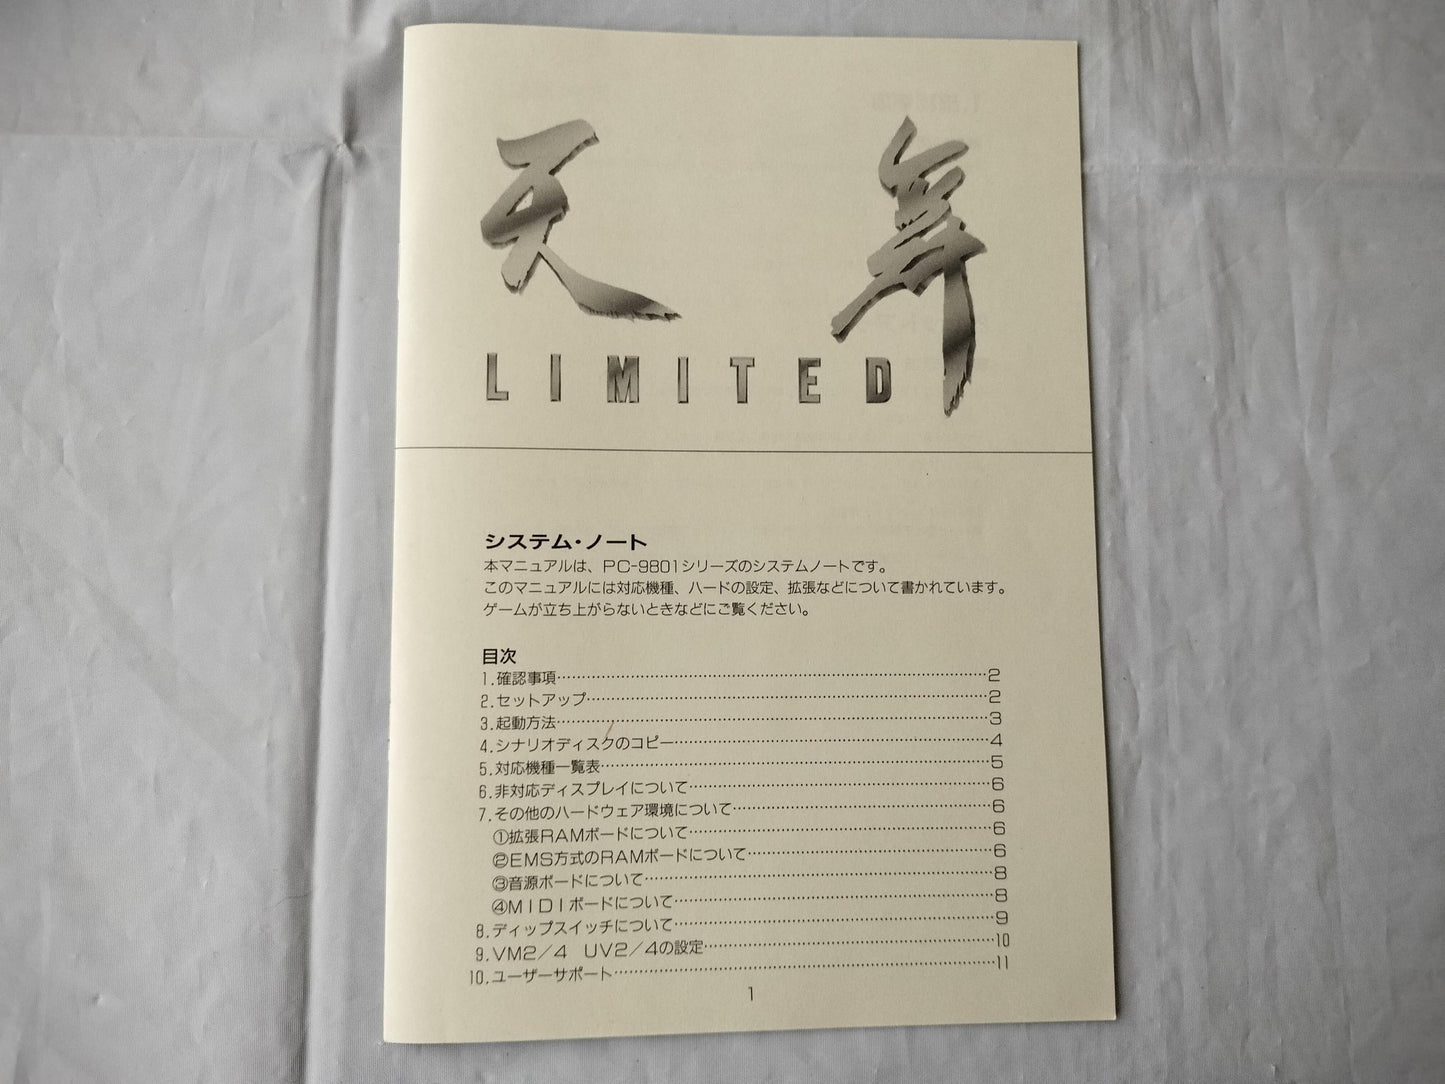 天 舞
LIMITED
システム・ノート
本マニュアルは、PC-9801シリーズのシステムノートです。
このマニュアルには対応機種、ハードの設定、拡張などについて書かれています。
ゲームが立ち上がらないときなどにご覧ください。
目次
1.確認事項……………………………………………2
2.セットアップ…………………………………………2
3.起動方法……………………………………………3
4.シナリオディスクのコピー……………………………4
5.対応機種一覧表………………………………………5
6.非対応ディスプレイについて…………………………6
7.その他のハードウェア環境について…………………6
①拡張RAMボードについて……………………………6
②EMS方式のRAMボードについて……………………6
③音源ボードについて…………………………………8
④MIDIボードについて………………………………8
8.ディップスイッチについて……………………………9
9.VM2/4 UV2/4の設定……………………………10
10.ユーザーサポート……………………………………11
1